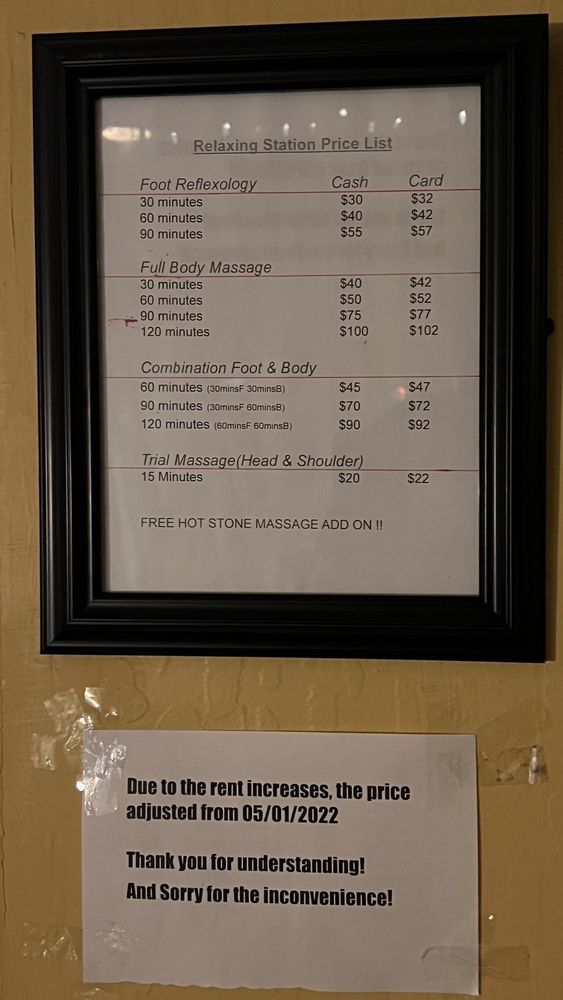 Relaxing Station Price List
Foot Reflexology Cash Card
30 minutes $30 $32
60 minutes $40 $42
90 minutes $55 $57
Full Body Massage
30 minutes $40 $42
60 minutes $50 $52
90 minutes $75 $77
120 minutes $100 $102
Combination Foot & Body
60 minutes (30minsF 30minsB) $45 $47
90 minutes (30minsF 60minsB) $70 $72
120 minutes (60minsF 60minsB) $90 $92
Trial Massage(Head & Shoulder)
15 Minutes $20 $22
FREE HOT STONE MASSAGE ADD ON !!
Due to the rent increases, the price
adjusted from 05/01/2022
Thank you for understanding!
And Sorry for the inconvenience!